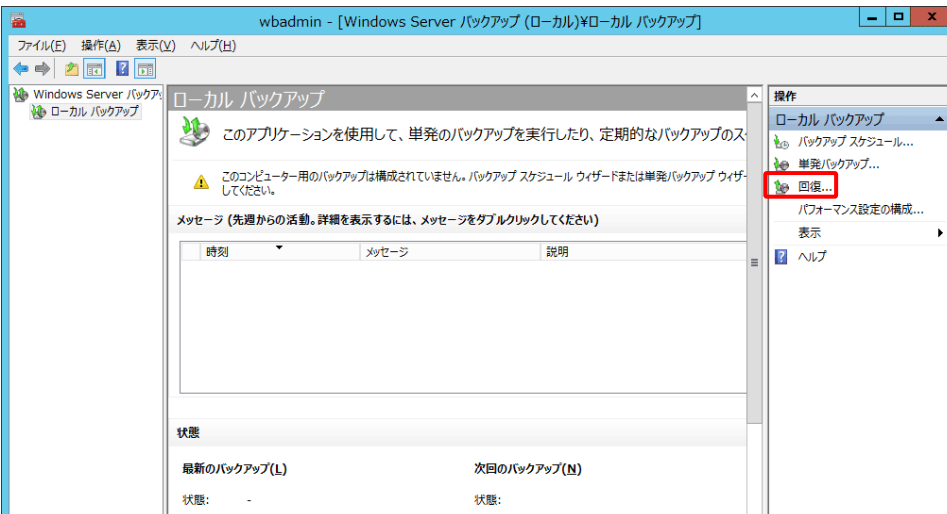 wbadmin - [Windows Server バックアップ (ローカル)¥ローカル バックアップ]
ファイル(F) 操作(A) 表示(V) ヘルプ(H)
Windows Server バックア
ローカル バックアップ
ローカル バックアップ
このアプリケーションを使用して、単発のバックアップを実行したり、定期的なバックアップのス
このコンピューター用のバックアップは構成されていません。バックアップ スケジュール ウィザードまたは単発バックアップ ウィザ
してください。
メッセージ (先週からの活動。詳細を表示するには、メッセージをダブルクリックしてください)
時刻 メッセージ 説明
状態
最新のバックアップ(L) 次回のバックアップ(N)
状態: - 状態:
操作
ローカル バックアップ
バックアップ スケジュール...
単発バックアップ...
回復...
パフォーマンス設定の構成...
表示
ヘルプ